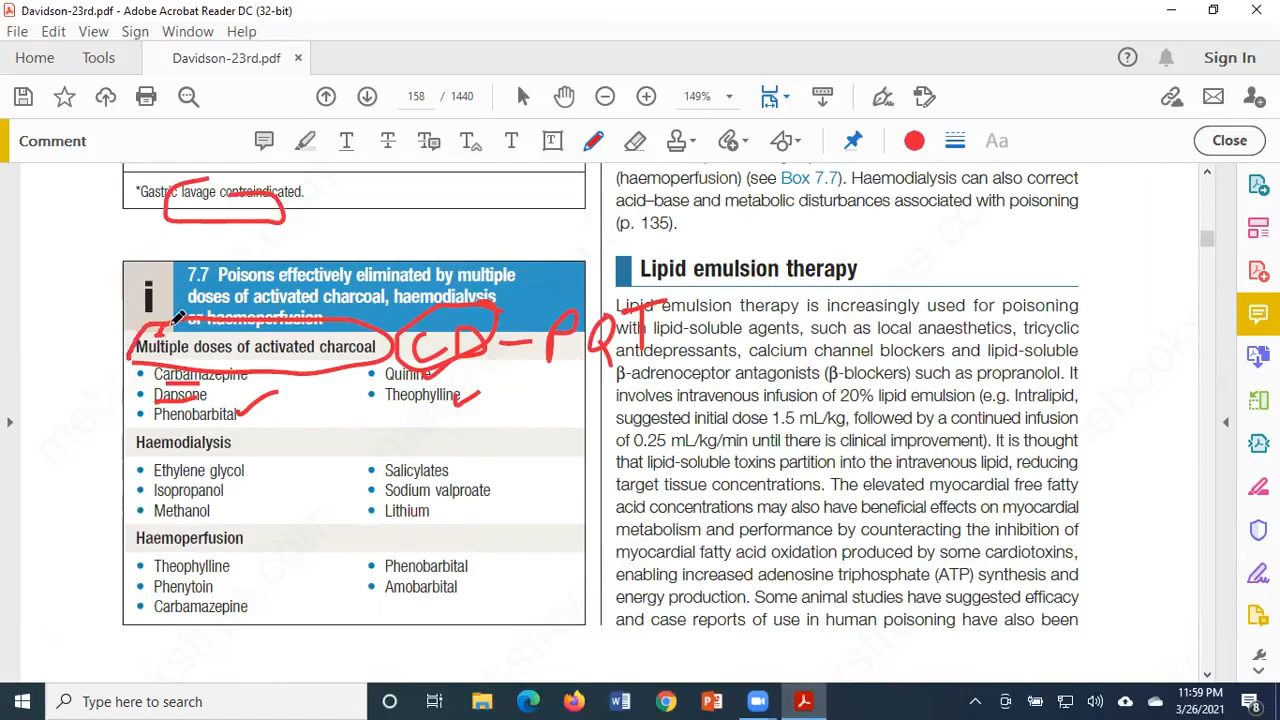 Davidson-23rd.pdf - Adobe Acrobat Reader DC (32-bit)
File Edit View Sign Window Help
Home Tools Davidson-23rd.pdf × Sign In
158 / 1440 149%
Comment Close
*Gastric lavage contraindicated.
7.7 Poisons effectively eliminated by multiple
doses of activated charcoal, haemodialysis
or haemoperfusion
CD - PQT
Multiple doses of activated charcoal
• Carbamazepine
• Dapsone
• Phenobarbital
• Quinine
• Theophylline
Haemodialysis
• Ethylene glycol
• Isopropanol
• Methanol
• Salicylates
• Sodium valproate
• Lithium
Haemoperfusion
• Theophylline
• Phenytoin
• Carbamazepine
• Phenobarbital
• Amobarbital
(haemoperfusion) (see Box 7.7). Haemodialysis can also correct
acid–base and metabolic disturbances associated with poisoning
(p. 135).
Lipid emulsion therapy
Lipid emulsion therapy is increasingly used for poisoning
with lipid-soluble agents, such as local anaesthetics, tricyclic
antidepressants, calcium channel blockers and lipid-soluble
β-adrenoceptor antagonists (β-blockers) such as propranolol. It
involves intravenous infusion of 20% lipid emulsion (e.g. Intralipid,
suggested initial dose 1.5 mL/kg, followed by a continued infusion
of 0.25 mL/kg/min until there is clinical improvement). It is thought
that lipid-soluble toxins partition into the intravenous lipid, reducing
target tissue concentrations. The elevated myocardial free fatty
acid concentrations may also have beneficial effects on myocardial
metabolism and performance by counteracting the inhibition of
myocardial fatty acid oxidation produced by some cardiotoxins,
enabling increased adenosine triphosphate (ATP) synthesis and
energy production. Some animal studies have suggested efficacy
and case reports of use in human poisoning have also been
Type here to search
11:59 PM
3/26/2021
8